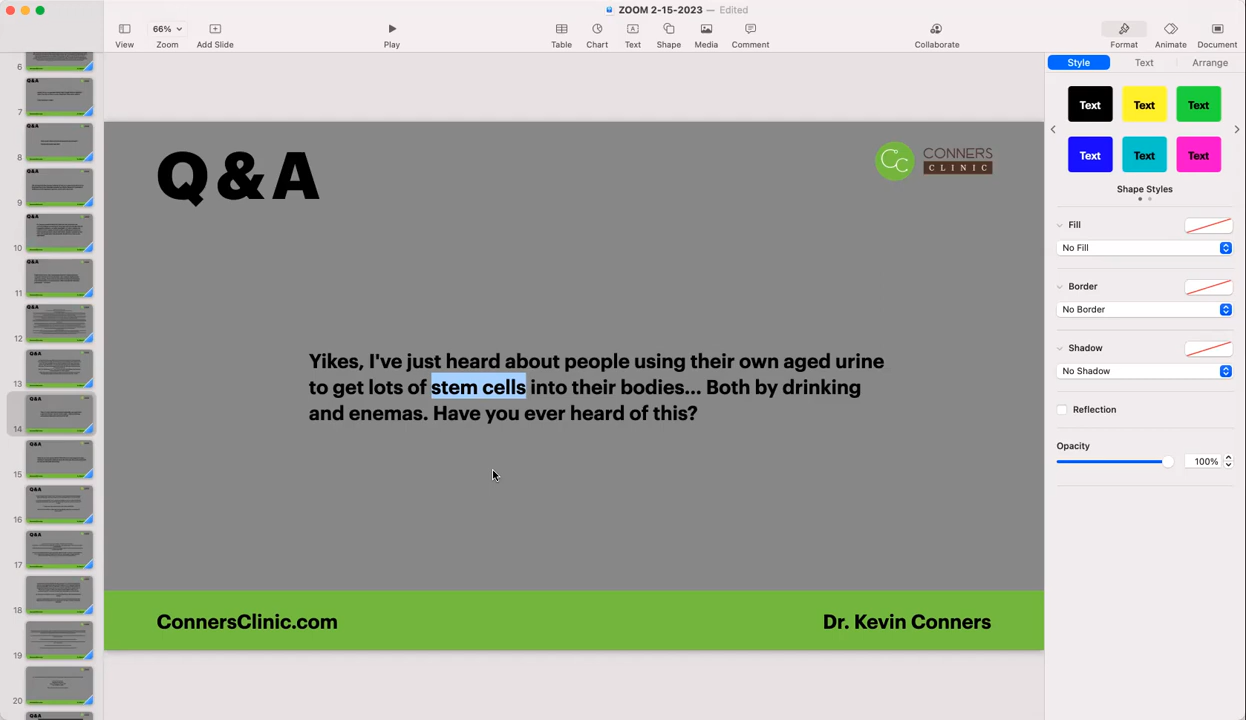 ZOOM 2-15-2023 — Edited
View
66%
Zoom
Add Slide
Play
Table
Chart
Text
Shape
Media
Comment
Collaborate
Format
Animate
Document
6
7
8
9
10
11
12
13
14
15
16
17
18
19
20
Q&A
Q&A
Q&A
Q&A
Q&A
Q&A
Q&A
Q&A
Q&A
Q&A
Q&A
Q&A
CC
CONNERS
CLINIC
Yikes, I've just heard about people using their own aged urine
to get lots of stem cells into their bodies... Both by drinking
and enemas. Have you ever heard of this?
ConnersClinic.com
Dr. Kevin Conners
Style
Text
Arrange
Text
Text
Text
Text
Text
Text
Shape Styles
Fill
No Fill
Border
No Border
Shadow
No Shadow
Reflection
Opacity
100%